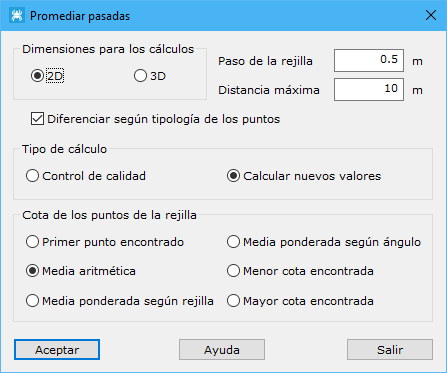 Promediar pasadas
Dimensiones para los cálculos
2D 3D
Paso de la rejilla 0.5 m
Distancia máxima 10 m
Diferenciar según tipología de los puntos
Tipo de cálculo
Control de calidad Calcular nuevos valores
Cota de los puntos de la rejilla
Primer punto encontrado Media ponderada según ángulo
Media aritmética Menor cota encontrada
Media ponderada según rejilla Mayor cota encontrada
Aceptar Ayuda Salir